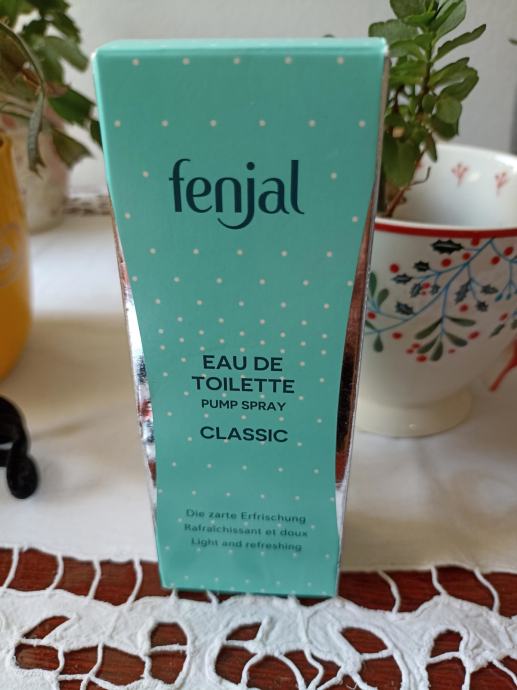 fenjal
EAU DE
TOILETTE
PUMP SPRAY
CLASSIC
Die zarte Erfrischung
Rafraîchissant et doux
Light and refreshing